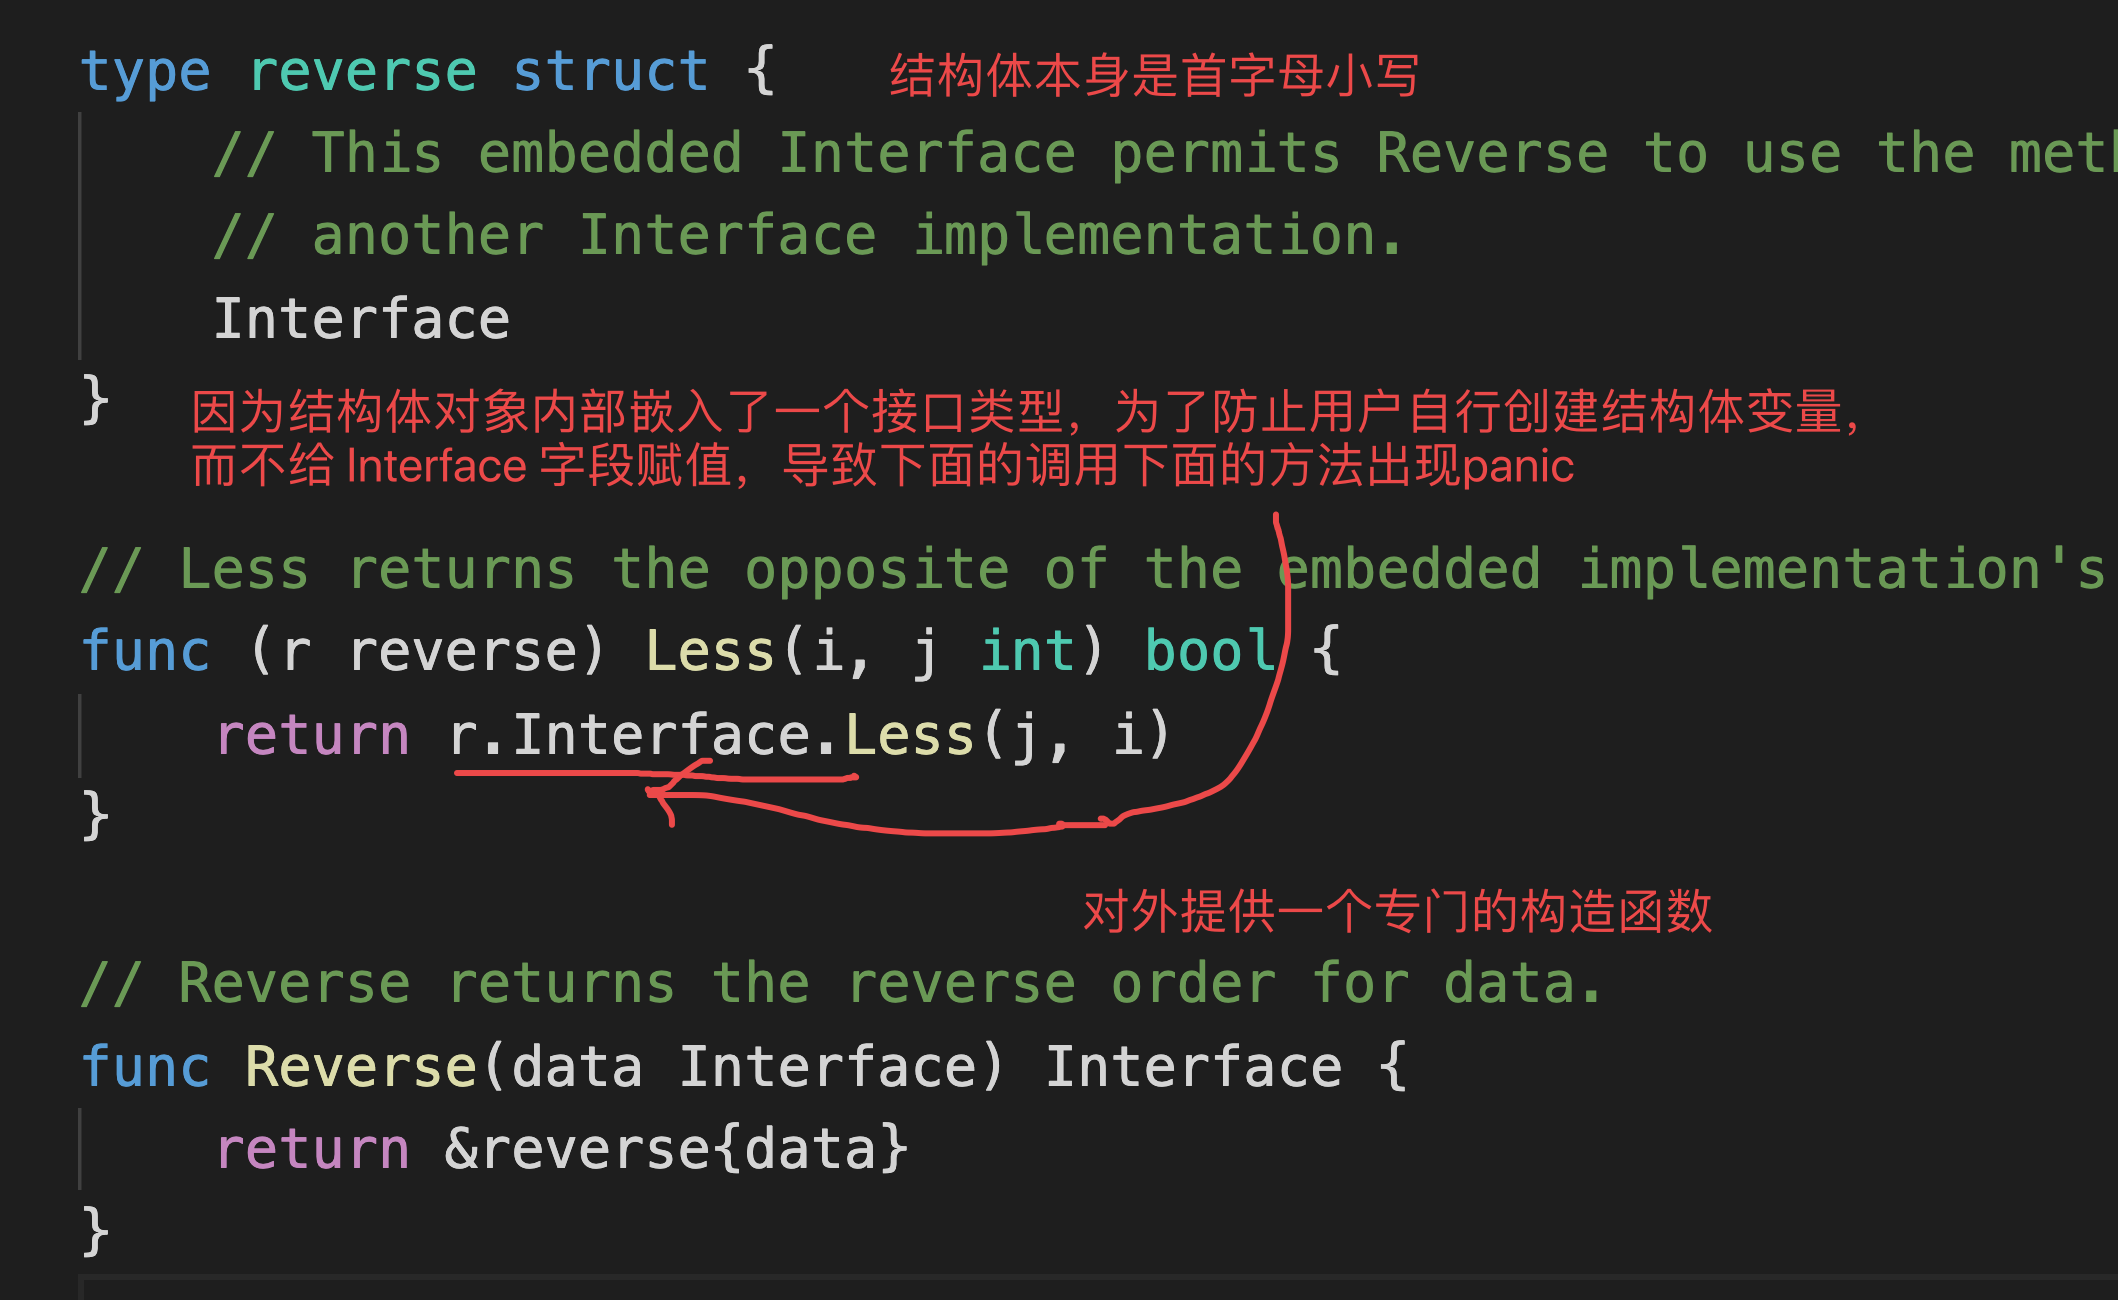 type reverse struct { 结构体本身是首字母小写
// This embedded Interface permits Reverse to use the
// another Interface implementation.
Interface
}
因为结构体对象内部嵌入了一个接口类型，为了防止用户自行创建结构体变量，
而不给 Interface 字段赋值，导致下面的调用下面的方法出现panic
// Less returns the opposite of the embedded implementation's
func (r reverse) Less(i, j int) bool {
return r.Interface.Less(j, i)
}
对外提供一个专门的构造函数
// Reverse returns the reverse order for data.
func Reverse(data Interface) Interface {
return &reverse{data}
}